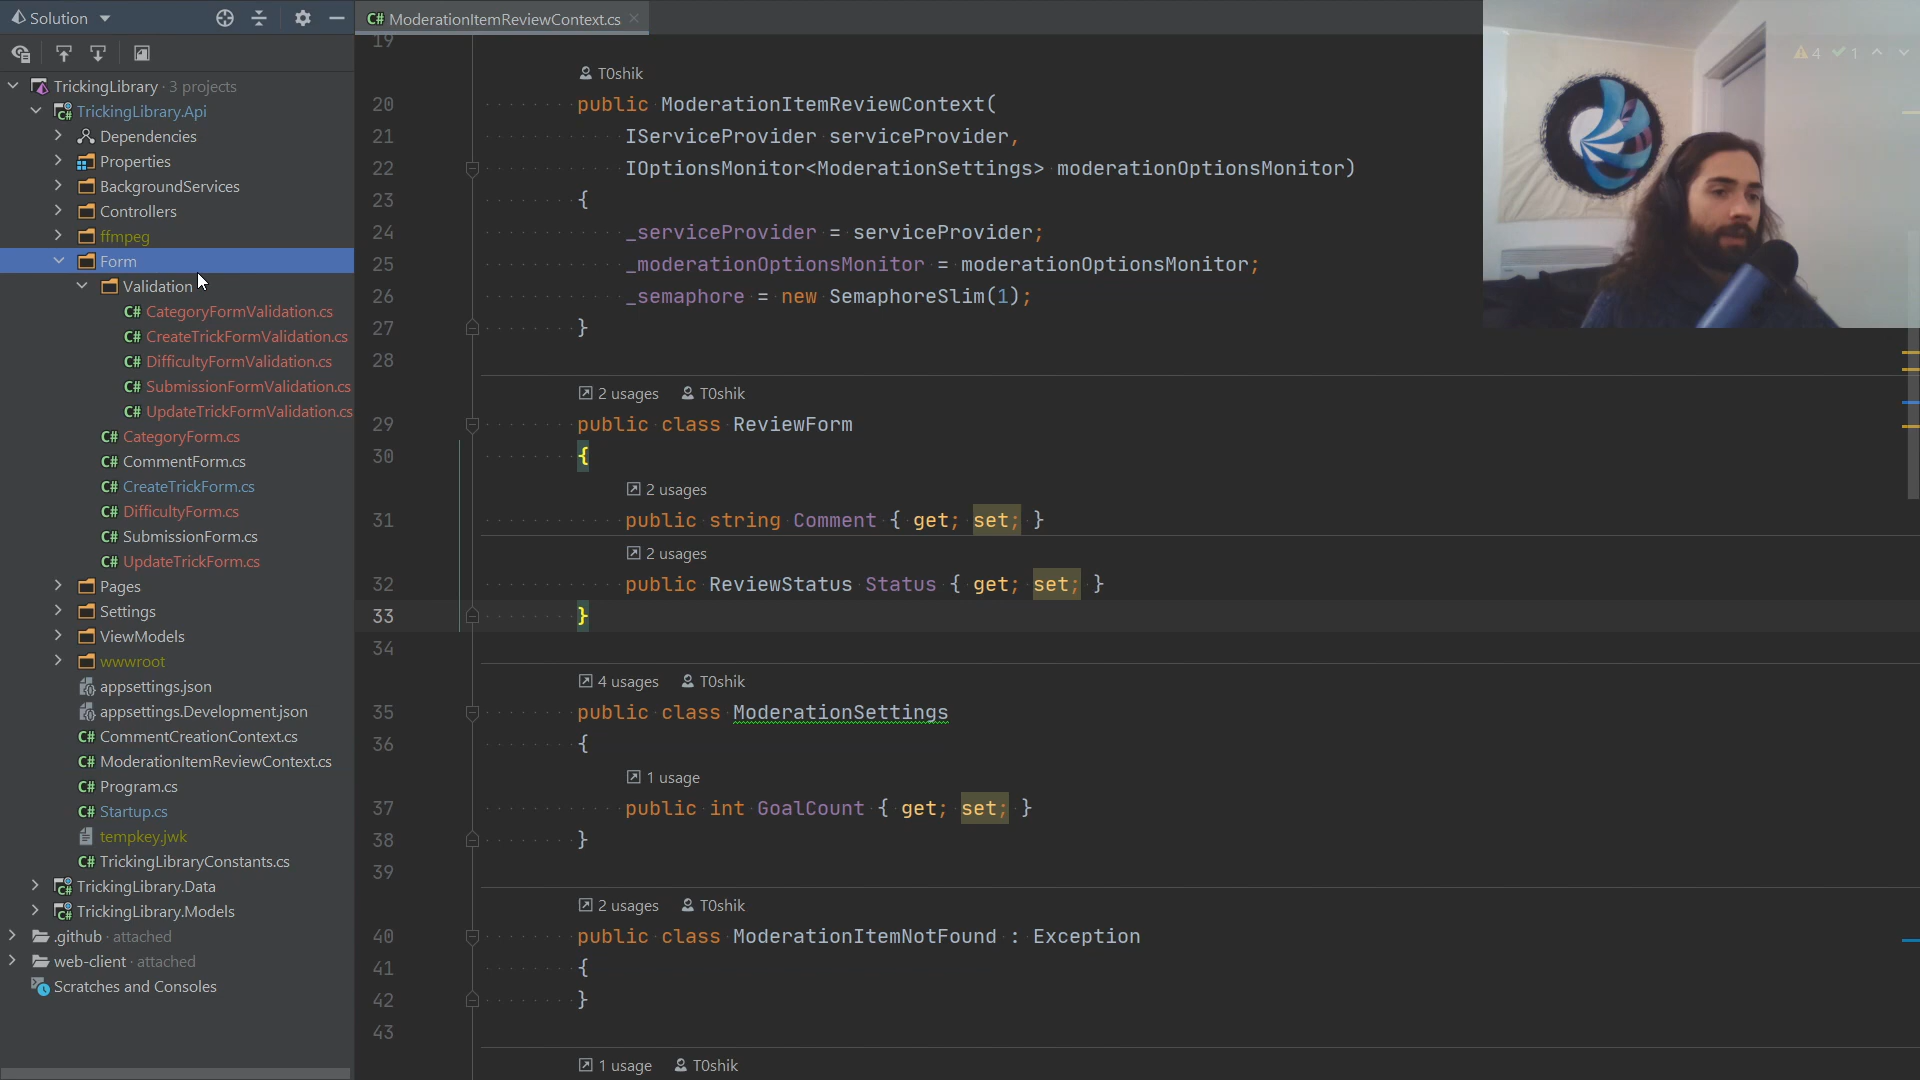 Solution
C# ModerationItemReviewContext.cs
TrickingLibrary · 3 projects
TrickingLibrary.Api
Dependencies
Properties
BackgroundServices
Controllers
ffmpeg
Form
Validation
C# CategoryFormValidation.cs
C# CreateTrickFormValidation.cs
C# DifficultyFormValidation.cs
C# SubmissionFormValidation.cs
C# UpdateTrickFormValidation.cs
C# CategoryForm.cs
C# CommentForm.cs
C# CreateTrickForm.cs
C# DifficultyForm.cs
C# SubmissionForm.cs
C# UpdateTrickForm.cs
Pages
Settings
ViewModels
wwwroot
appsettings.json
appsettings.Development.json
C# CommentCreationContext.cs
C# ModerationItemReviewContext.cs
C# Program.cs
C# Startup.cs
tempkey.jwk
C# TrickingLibraryConstants.cs
TrickingLibrary.Data
TrickingLibrary.Models
.github · attached
web-client · attached
Scratches and Consoles
19
T0shik
20 public ModerationItemReviewContext(
21 IServiceProvider serviceProvider,
22 IOptionsMonitor<ModerationSettings> moderationOptionsMonitor)
23 {
24 _serviceProvider = serviceProvider;
25 _moderationOptionsMonitor = moderationOptionsMonitor;
26 _semaphore = new SemaphoreSlim(1);
27 }
28
2 usages T0shik
29 public class ReviewForm
30 {
2 usages
31 public string Comment { get; set; }
2 usages
32 public ReviewStatus Status { get; set; }
33 }
34
4 usages T0shik
35 public class ModerationSettings
36 {
1 usage
37 public int GoalCount { get; set; }
38 }
39
2 usages T0shik
40 public class ModerationItemNotFound : Exception
41 {
42 }
43
1 usage T0shik
4 1